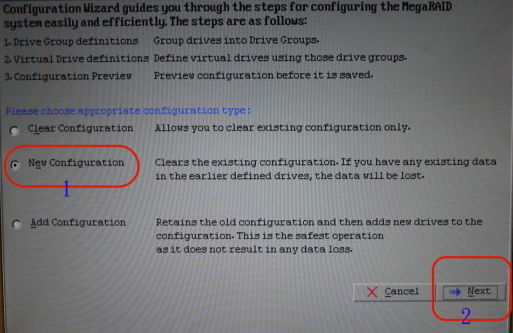 Configuration Wizard guides you through the steps for configuring the MegaRAID
system easily and efficiently. The steps are as follows:
1. Drive Group definitions Group drives into Drive Groups.
2. Virtual Drive definitions Define virtual drives using those drive groups.
3. Configuration Preview Preview configuration before it is saved.
Please choose appropriate configuration type:
Clear Configuration Allows you to clear existing configuration only.
New Configuration Clears the existing configuration. If you have any existing data
in the earlier defined drives, the data will be lost.
1
Add Configuration Retains the old configuration and then adds new drives to the
configuration. This is the safest operation
as it does not result in any data loss.
Cancel Next
2